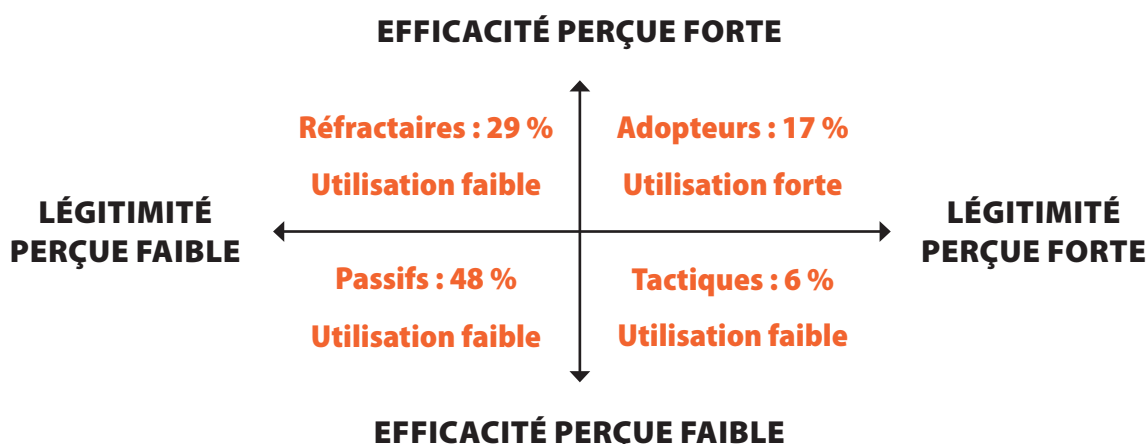 EFFICACITÉ PERÇUE FORTE
Réfractaires : 29 %
Utilisation faible
Adopteurs : 17 %
Utilisation forte
LÉGITIMITÉ
PERÇUE FAIBLE
LÉGITIMITÉ
PERÇUE FORTE
Passifs : 48 %
Utilisation faible
Tactiques : 6 %
Utilisation faible
EFFICACITÉ PERÇUE FAIBLE